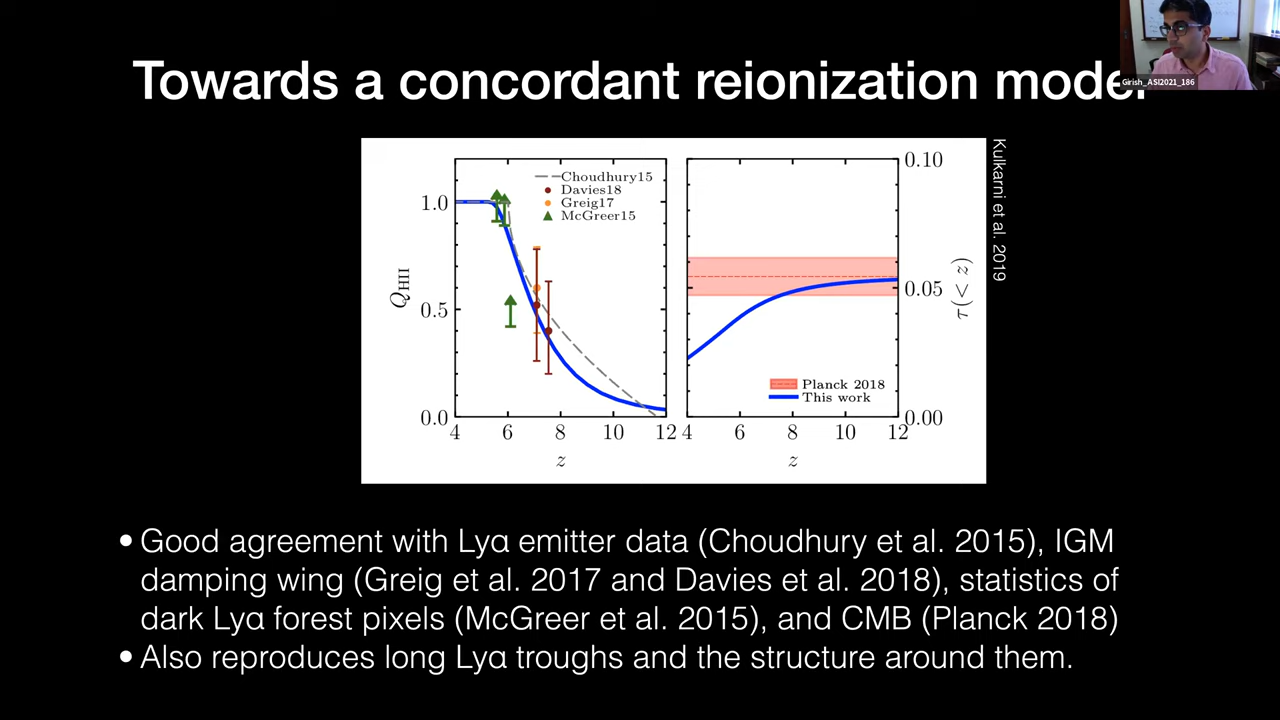 Towards a concordant reionization model
Girish_ASI2021_186
Choudhury15
Davies18
Greig17
McGreer15
1.0
0.5
0.0
Q_HII
4 6 8 10 12
z
0.10
0.05
0.00
τ(< z)
Planck 2018
This work
4 6 8 10 12
z
Kulkarni et al. 2019
• Good agreement with Lyα emitter data (Choudhury et al. 2015), IGM
damping wing (Greig et al. 2017 and Davies et al. 2018), statistics of
dark Lyα forest pixels (McGreer et al. 2015), and CMB (Planck 2018)
• Also reproduces long Lyα troughs and the structure around them.